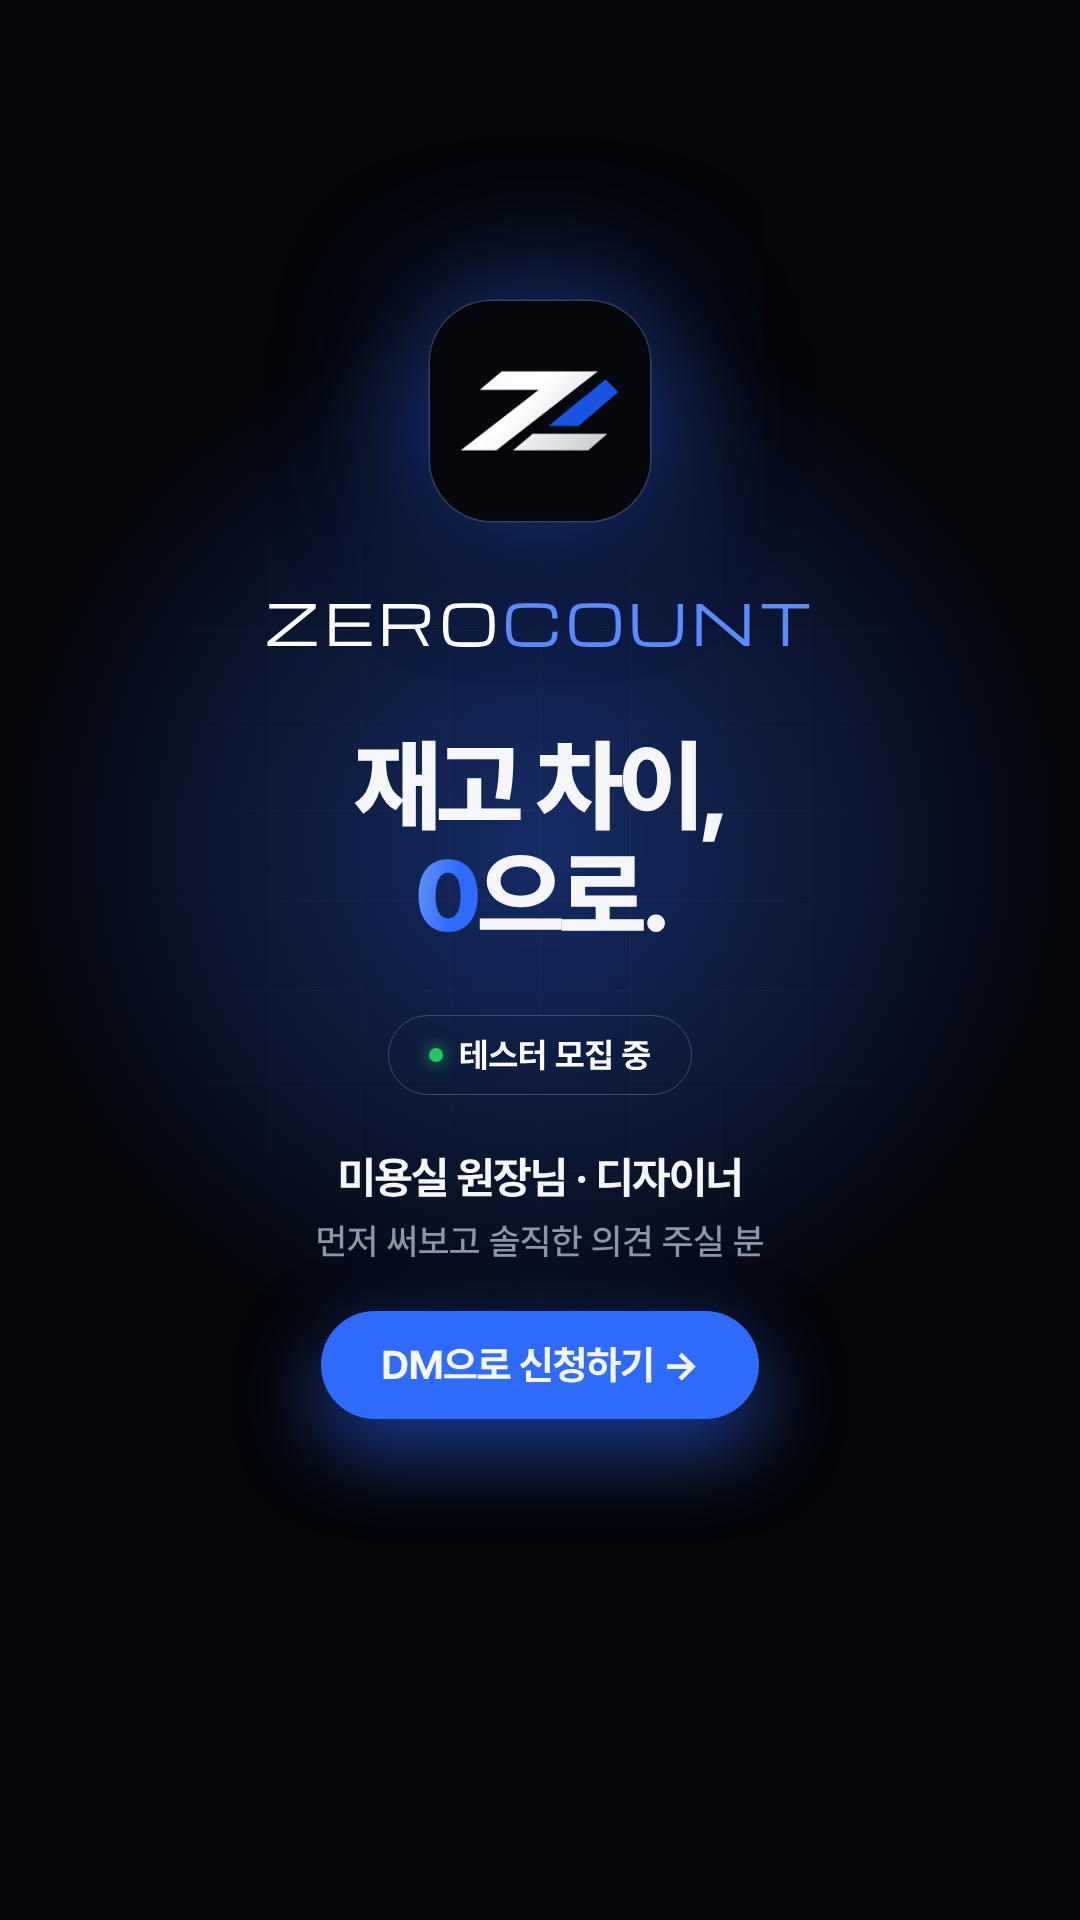 ZEROCOUNT
재고 차이,
0으로.
테스터 모집 중
미용실 원장님 · 디자이너
먼저 써보고 솔직한 의견 주실 분
DM으로 신청하기 →